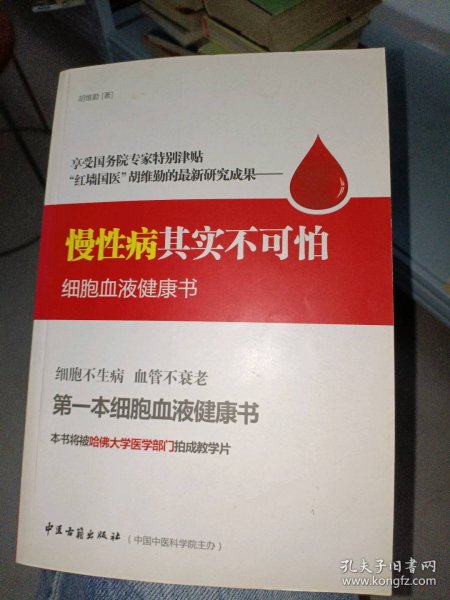 胡维勤 [著]
享受国务院专家特别津贴
“红墙国医”胡维勤的最新研究成果——
慢性病其实不可怕
细胞血液健康书
细胞不生病 血管不衰老
第一本细胞血液健康书
本书将被哈佛大学医学部门拍成教学片
中医古籍出版社（中国中医科学院主办）
孔夫子旧书网
www.kongfz.com